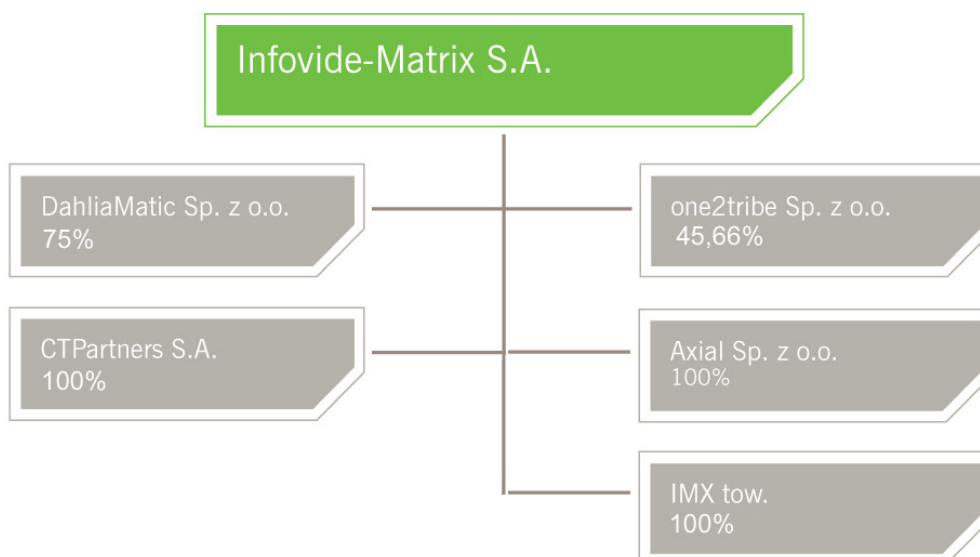 Infovide-Matrix S.A.
DahliaMatic Sp. z o.o.
75%
one2tribe Sp. z o.o.
45,66%
CTPartners S.A.
100%
Axial Sp. z o.o.
100%
IMX tow.
100%